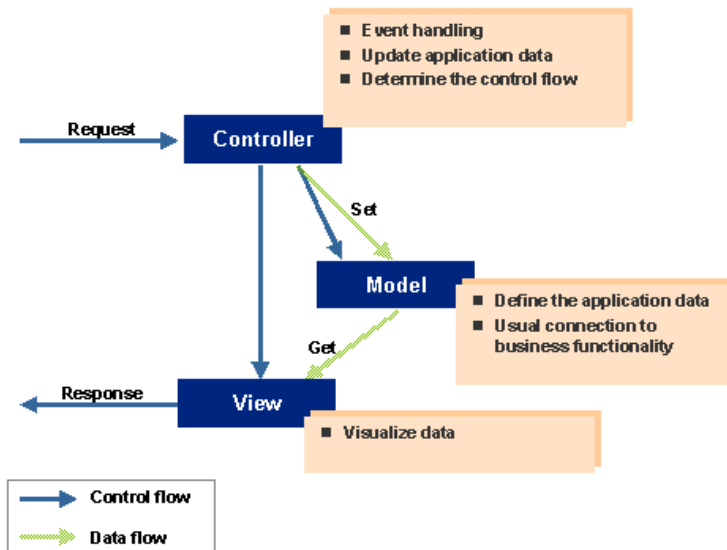 ■ Event handling
■ Update application data
■ Determine the control flow
Request
Controller
Set
Model
■ Define the application data
■ Usual connection to
business functionality
Get
Response
View
■ Visualize data
Control flow
Data flow